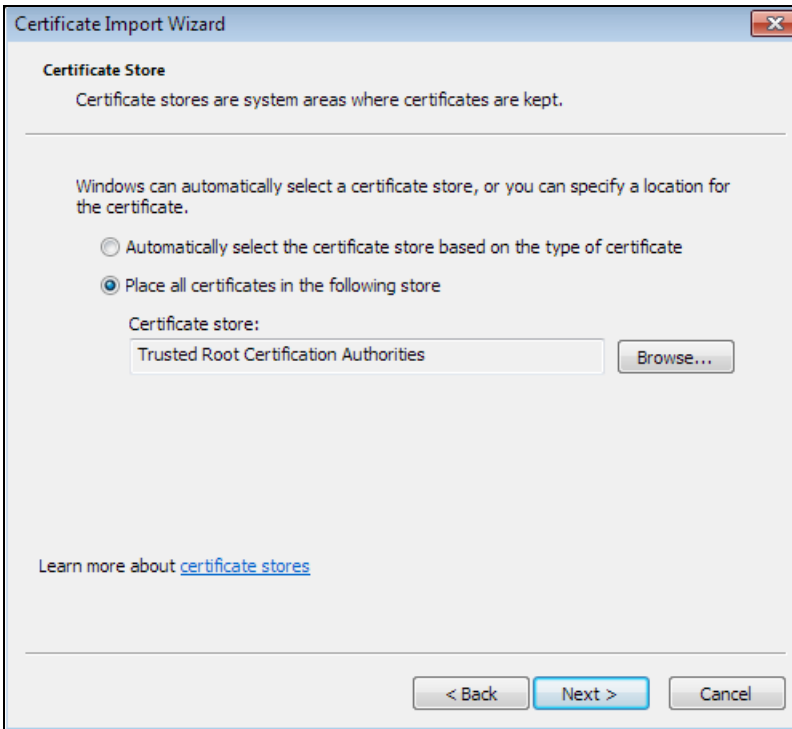 Certificate Import Wizard
Certificate Store
Certificate stores are system areas where certificates are kept.
Windows can automatically select a certificate store, or you can specify a location for
the certificate.
Automatically select the certificate store based on the type of certificate
Place all certificates in the following store
Certificate store:
Trusted Root Certification Authorities
Browse...
Learn more about certificate stores
< Back
Next >
Cancel